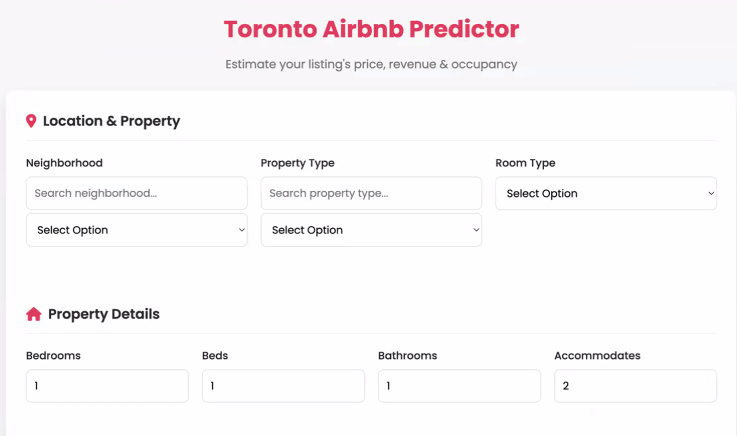 Toronto Airbnb Predictor
Estimate your listing's price, revenue & occupancy
Location & Property
Neighborhood Property Type Room Type
Search neighborhood... Search property type... Select Option
Select Option Select Option
Property Details
Bedrooms Beds Bathrooms Accommodates
1 1 1 2